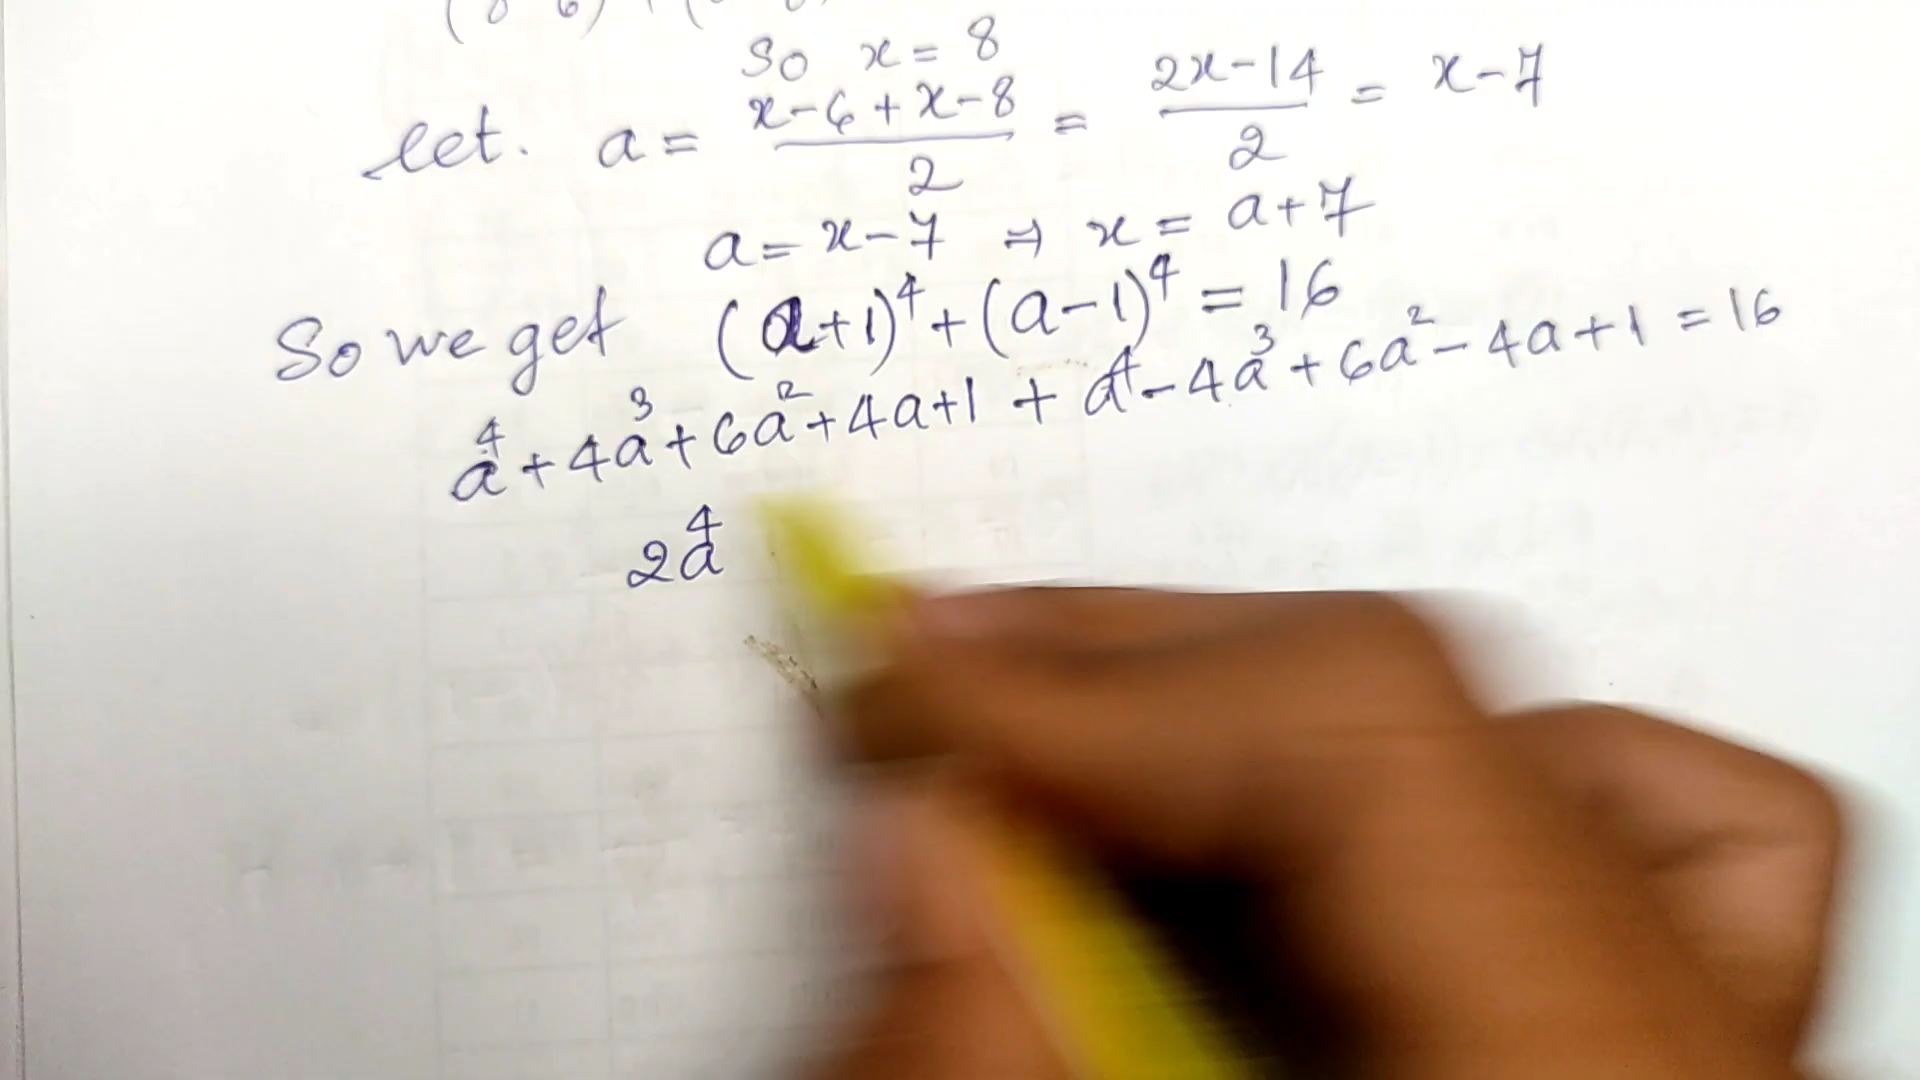 So x = 8
let. a = (x-6+x-8)/2 = (2x-14)/2 = x-7
a = x-7 ⇒ x = a+7
So we get (a+1)⁴+(a-1)⁴ = 16
a⁴+4a³+6a²+4a+1 + a⁴-4a³+6a²-4a+1 = 16
2a⁴